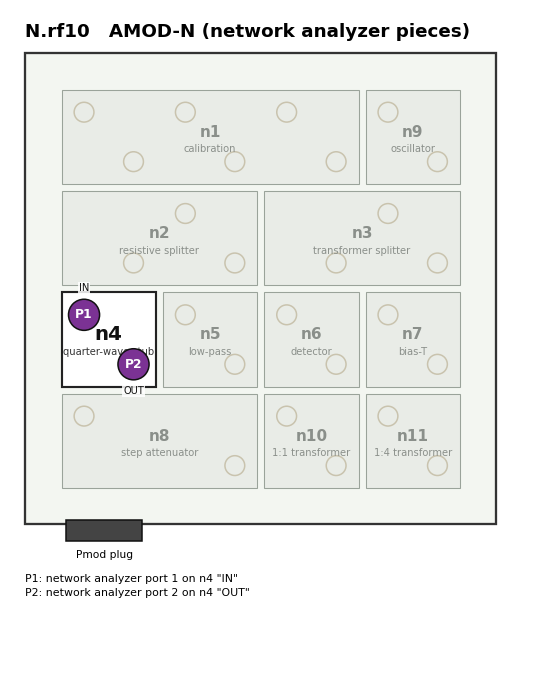 N.rf10   AMOD-N (network analyzer pieces)
n1
calibration
n9
oscillator
n2
resistive splitter
n3
transformer splitter
IN
P1
n4
quarter-wave stub
P2
OUT
n5
low-pass
n6
detector
n7
bias-T
n8
step attenuator
n10
1:1 transformer
n11
1:4 transformer
Pmod plug
P1: network analyzer port 1 on n4 "IN"
P2: network analyzer port 2 on n4 "OUT"